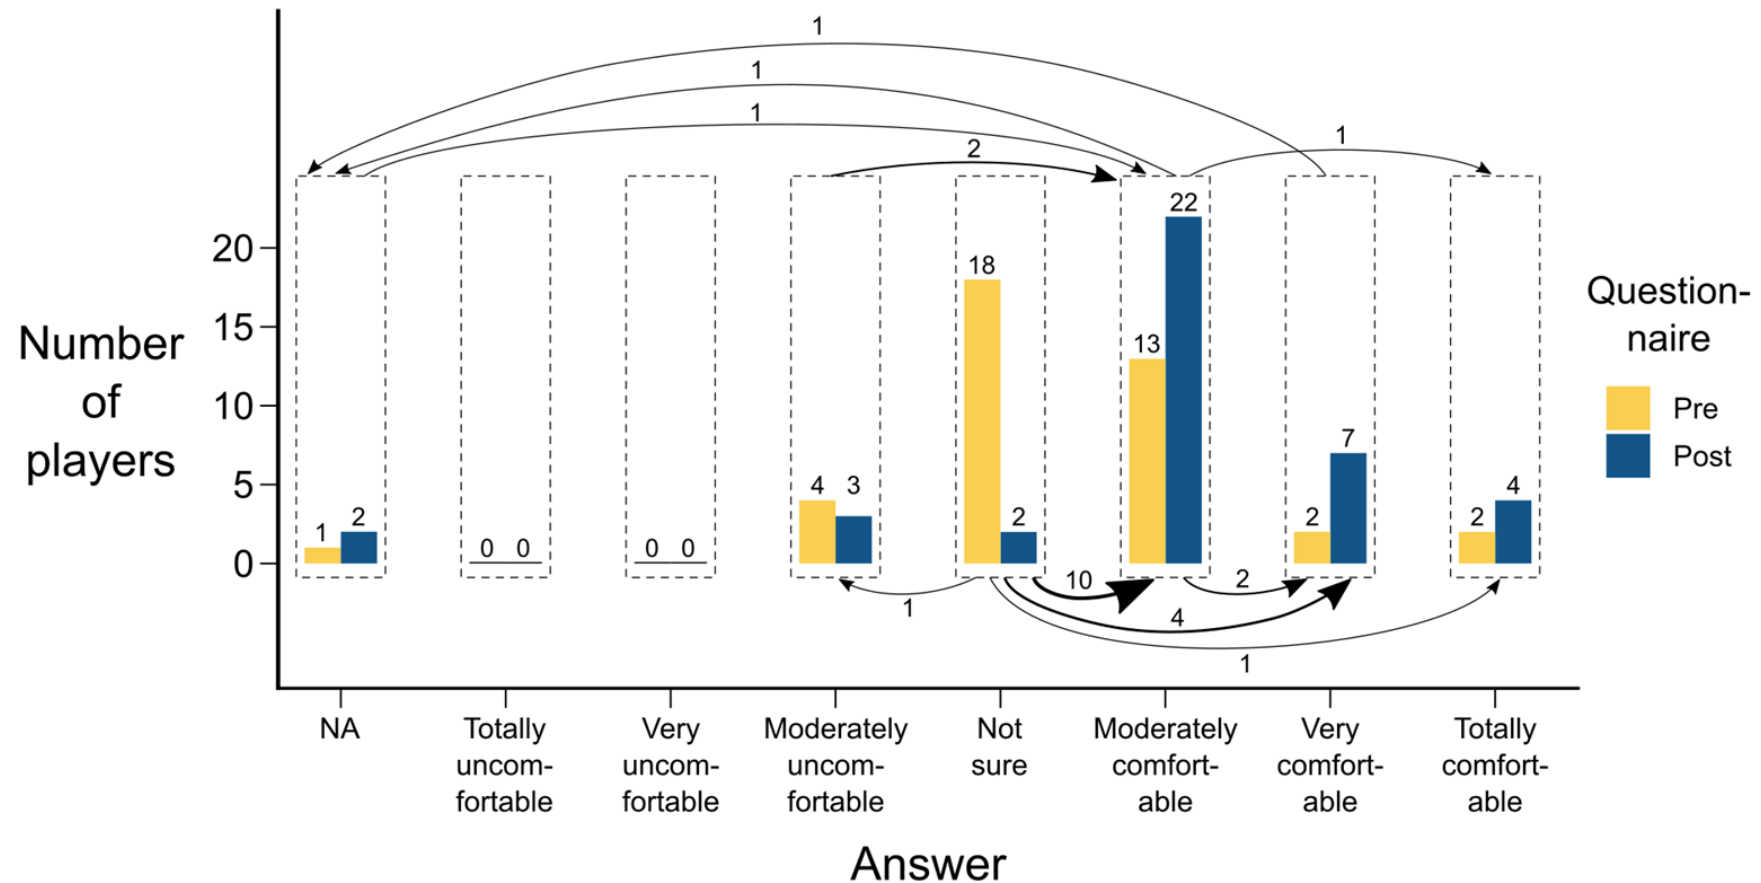 1
1
1
2
1
22
20
18
15
13
10
7
5
4 3
4
1 2
0 0
0 0
2
2
2
0
10
2
1
4
1
Number
of
players
Question-
naire
Pre
Post
NA
Totally
uncom-
fortable
Very
uncom-
fortable
Moderately
uncom-
fortable
Not
sure
Moderately
comfort-
able
Very
comfort-
able
Totally
comfort-
able
Answer